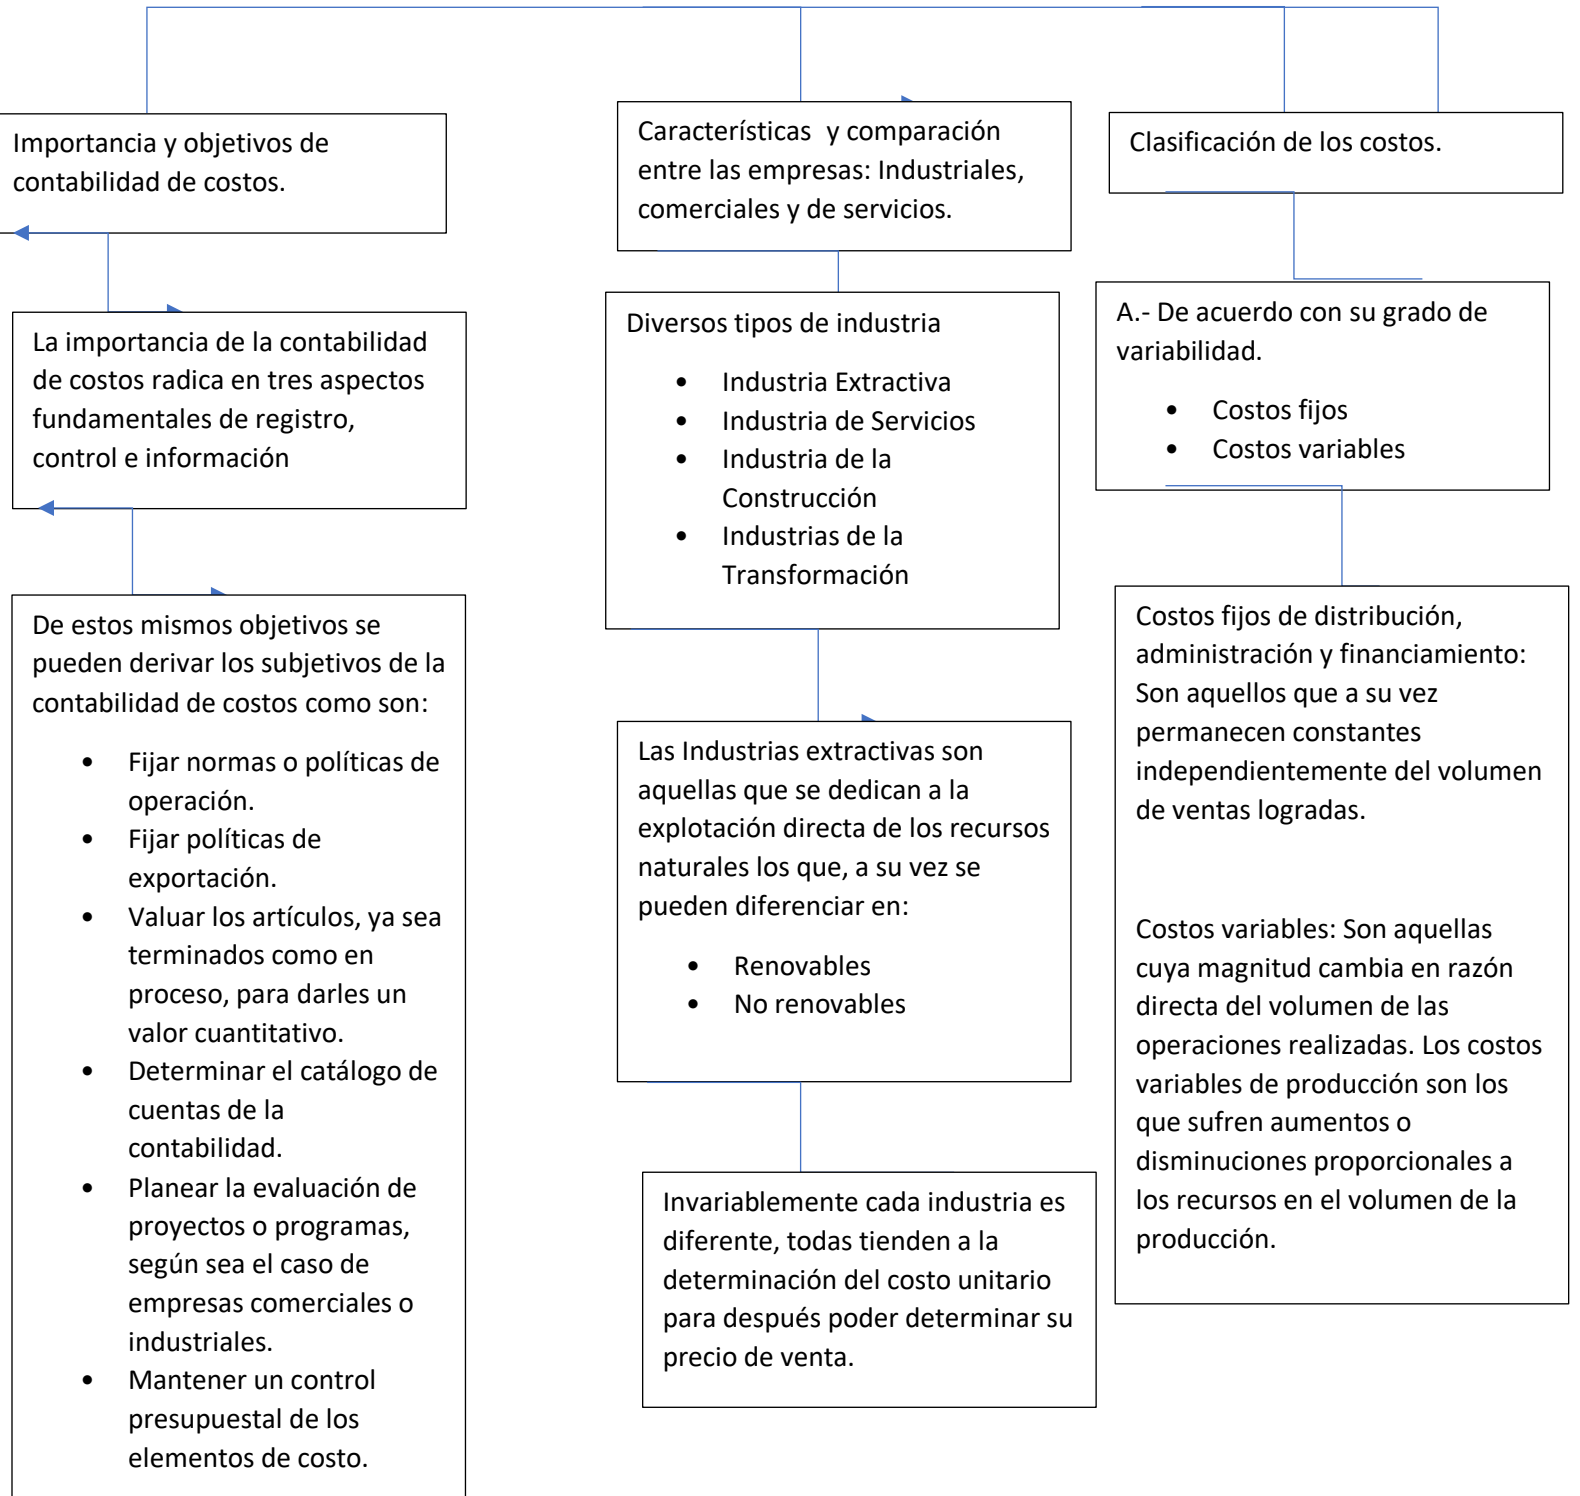 Importancia y objetivos de
contabilidad de costos.
La importancia de la contabilidad
de costos radica en tres aspectos
fundamentales de registro,
control e información
De estos mismos objetivos se
pueden derivar los subjetivos de la
contabilidad de costos como son:
• Fijar normas o políticas de
operación.
• Fijar políticas de
exportación.
• Valuar los artículos, ya sea
terminados como en
proceso, para darles un
valor cuantitativo.
• Determinar el catálogo de
cuentas de la
contabilidad.
• Planear la evaluación de
proyectos o programas,
según sea el caso de
empresas comerciales o
industriales.
• Mantener un control
presupuestal de los
elementos de costo.
Características y comparación
entre las empresas: Industriales,
comerciales y de servicios.
Diversos tipos de industria
• Industria Extractiva
• Industria de Servicios
• Industria de la
Construcción
• Industrias de la
Transformación
Las Industrias extractivas son
aquellas que se dedican a la
explotación directa de los recursos
naturales los que, a su vez se
pueden diferenciar en:
• Renovables
• No renovables
Invariablemente cada industria es
diferente, todas tienden a la
determinación del costo unitario
para después poder determinar su
precio de venta.
Clasificación de los costos.
A.- De acuerdo con su grado de
variabilidad.
• Costos fijos
• Costos variables
Costos fijos de distribución,
administración y financiamiento:
Son aquellos que a su vez
permanecen constantes
independientemente del volumen
de ventas logradas.
Costos variables: Son aquellas
cuya magnitud cambia en razón
directa del volumen de las
operaciones realizadas. Los costos
variables de producción son los
que sufren aumentos o
disminuciones proporcionales a
los recursos en el volumen de la
producción.